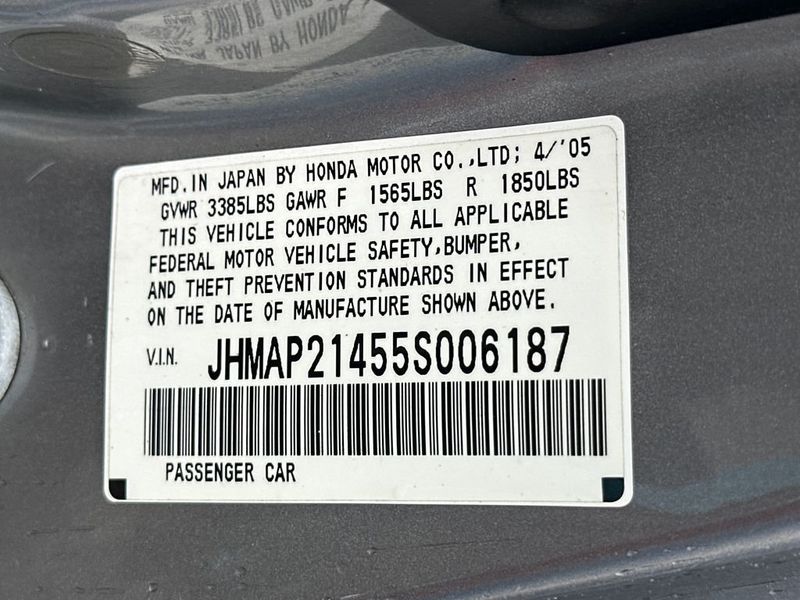 MFD.IN JAPAN BY HONDA MOTOR CO.,LTD; 4/'05
GVWR 3385LBS GAWR F 1565LBS R 1850LBS
THIS VEHICLE CONFORMS TO ALL APPLICABLE
FEDERAL MOTOR VEHICLE SAFETY,BUMPER,
AND THEFT PREVENTION STANDARDS IN EFFECT
ON THE DATE OF MANUFACTURE SHOWN ABOVE.
V.I.N. JHMAP21455S006187
PASSENGER CAR